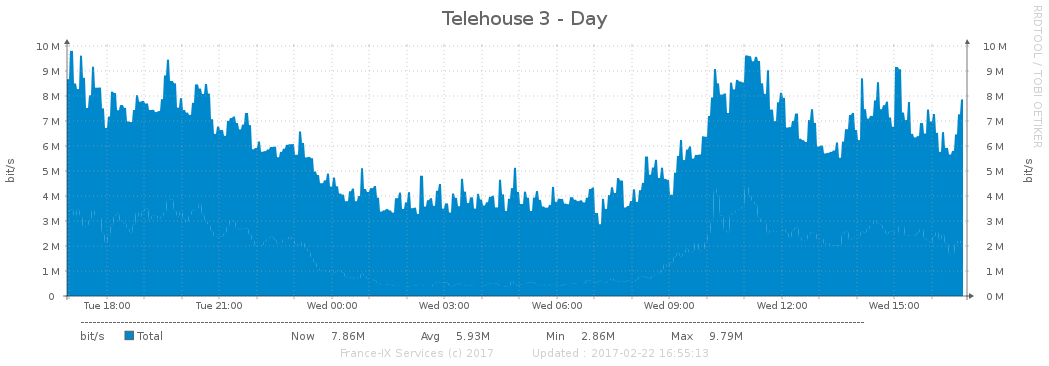 Telehouse 3 - Day
RRDTOOL / TOBI OETIKER
bit/s
10 M 10 M
9 M 9 M
8 M 8 M
7 M 7 M
6 M 6 M
5 M 5 M
4 M 4 M
3 M 3 M
2 M 2 M
1 M 1 M
0 0 M
bit/s
Tue 18:00 Tue 21:00 Wed 00:00 Wed 03:00 Wed 06:00 Wed 09:00 Wed 12:00 Wed 15:00
bit/s Total Now 7.86M Avg 5.93M Min 2.86M Max 9.79M
France-IX Services (c) 2017 Updated : 2017-02-22 16:55:13